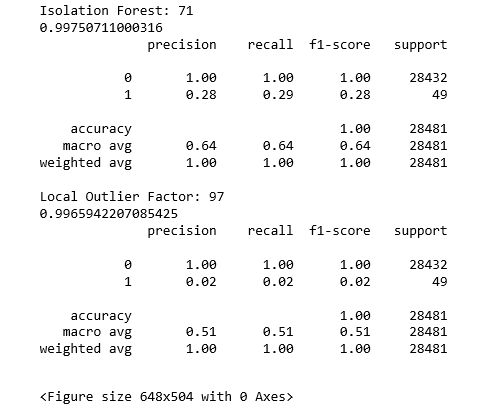 Isolation Forest: 71
0.99750711000316
precision recall f1-score support
0 1.00 1.00 1.00 28432
1 0.28 0.29 0.28 49
accuracy 1.00 28481
macro avg 0.64 0.64 0.64 28481
weighted avg 1.00 1.00 1.00 28481
Local Outlier Factor: 97
0.9965942207085425
precision recall f1-score support
0 1.00 1.00 1.00 28432
1 0.02 0.02 0.02 49
accuracy 1.00 28481
macro avg 0.51 0.51 0.51 28481
weighted avg 1.00 1.00 1.00 28481
<Figure size 648x504 with 0 Axes>